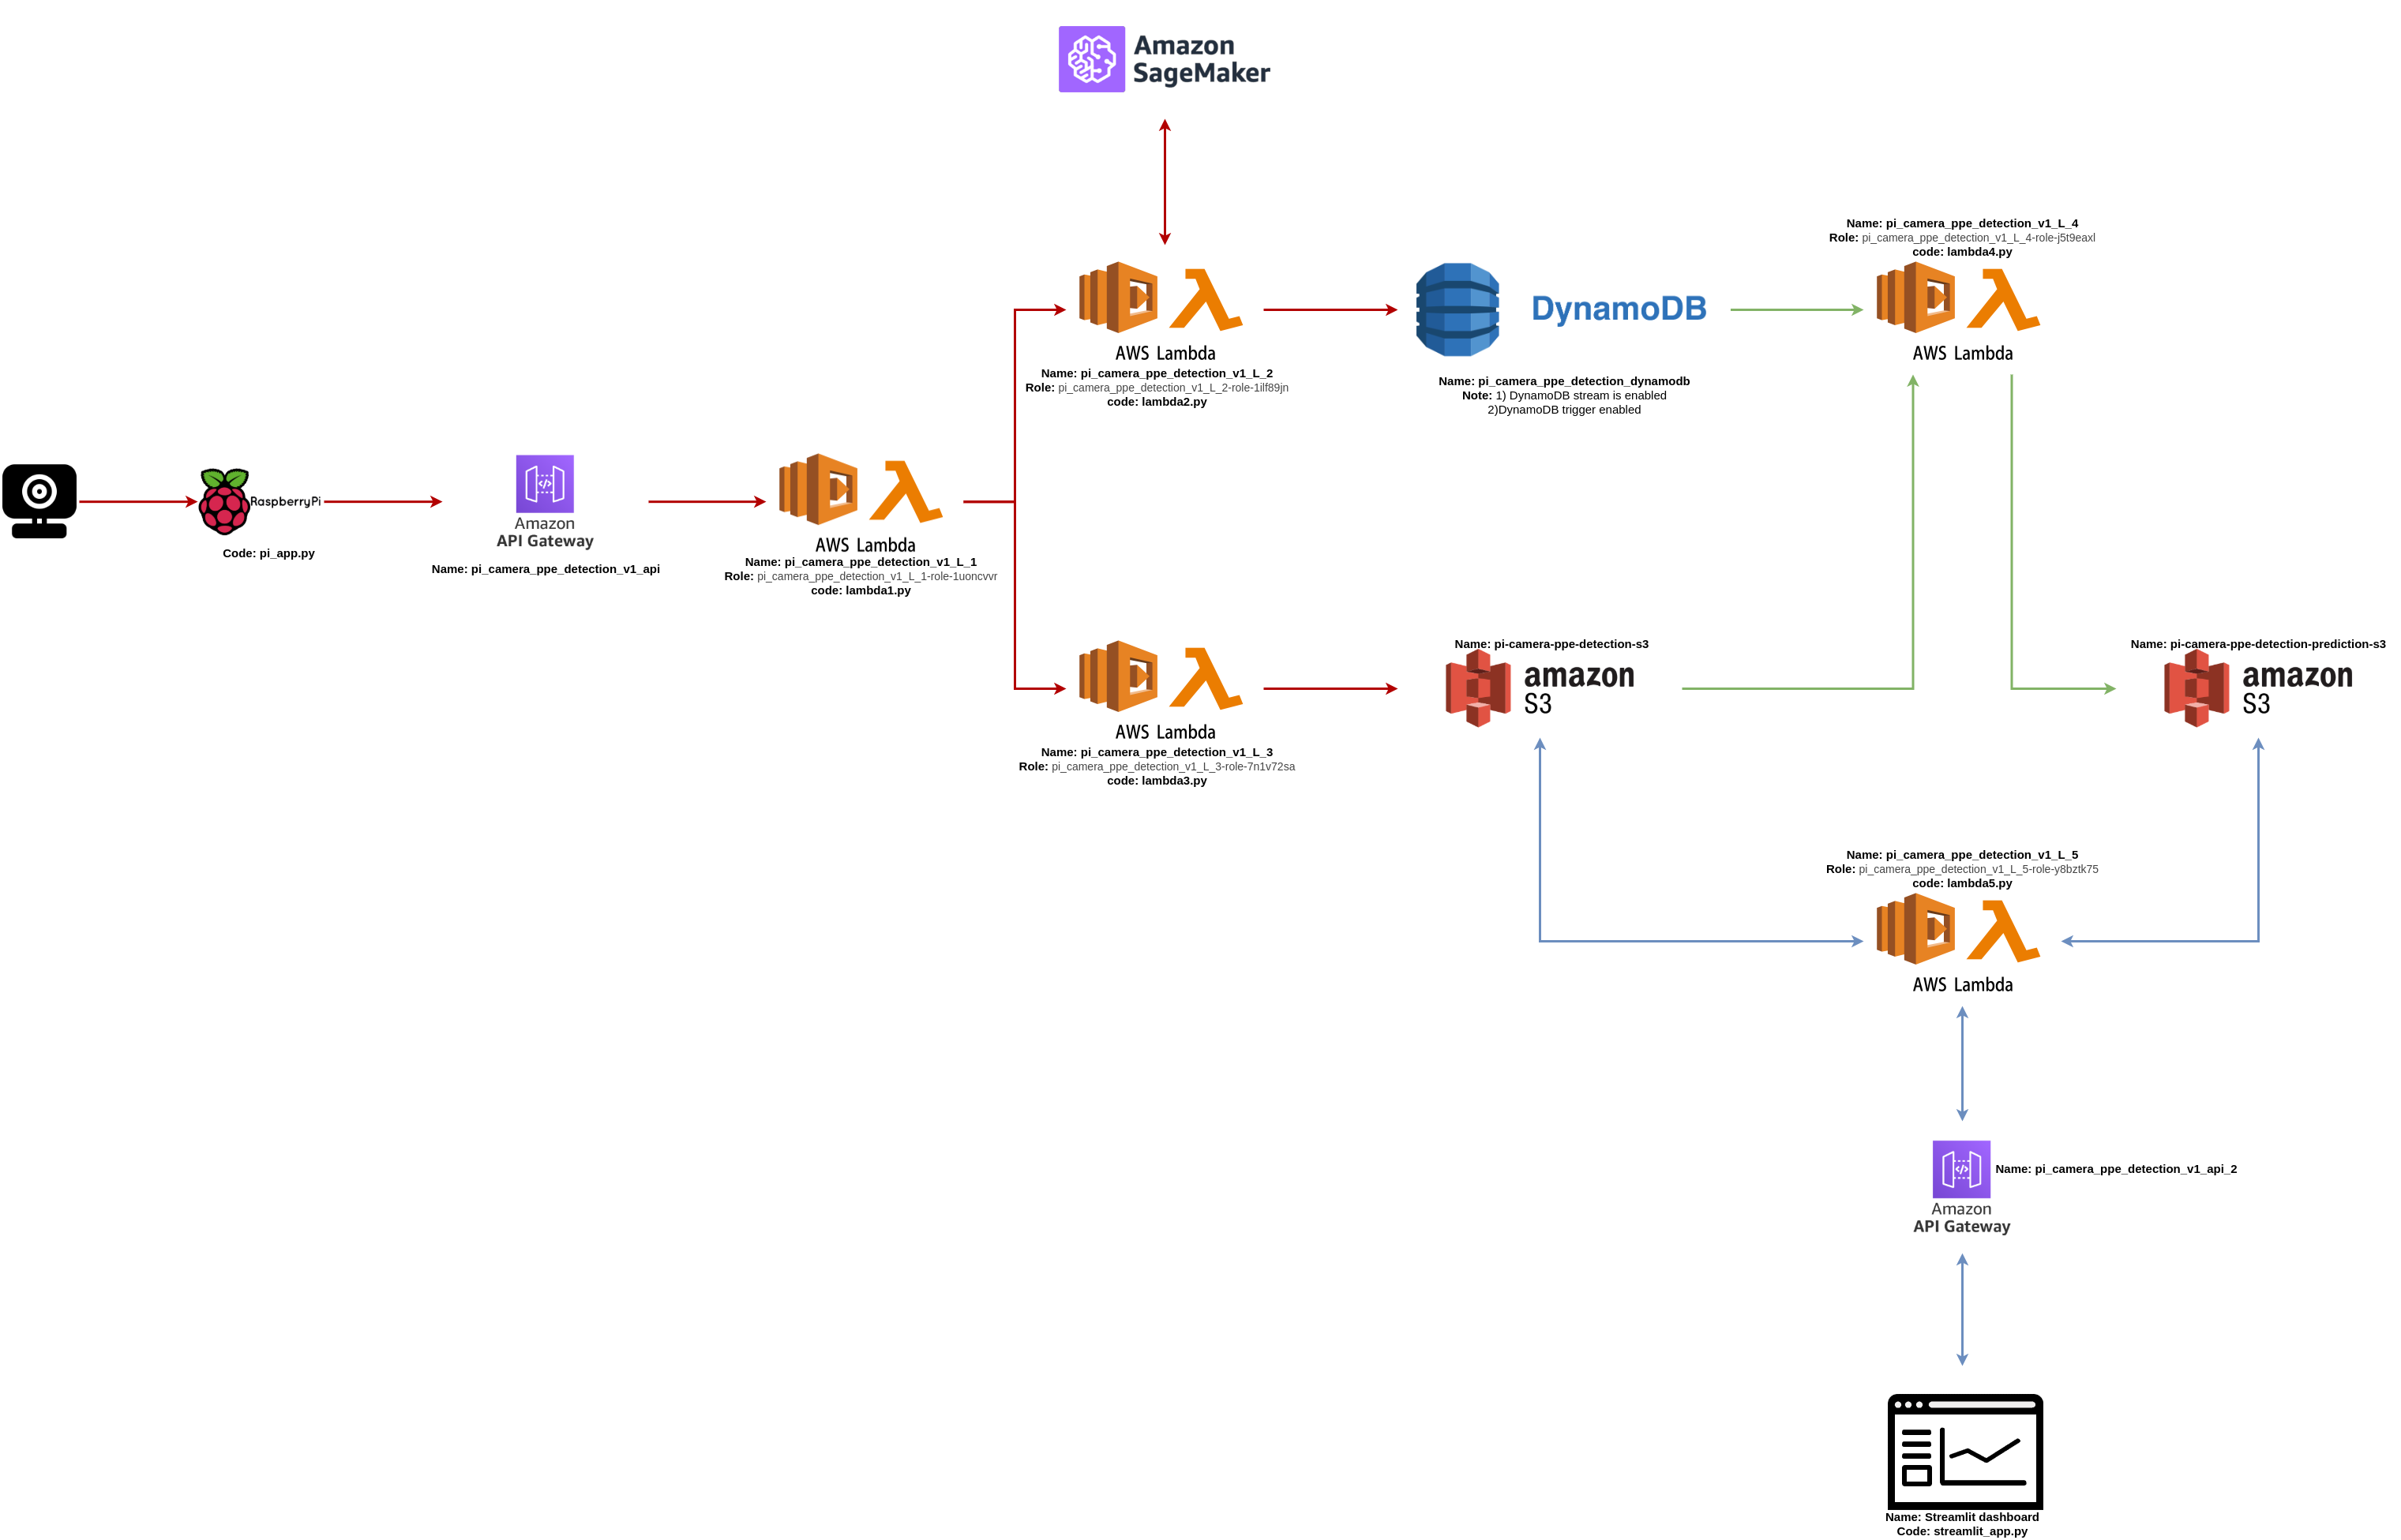 Amazon
SageMaker
Name: pi_camera_ppe_detection_v1_L_4
Role: pi_camera_ppe_detection_v1_L_4-role-j5t9eaxl
code: lambda4.py
AWS Lambda
DynamoDB
AWS Lambda
Name: pi_camera_ppe_detection_v1_L_2
Role: pi_camera_ppe_detection_v1_L_2-role-1ilf89jn
code: lambda2.py
Name: pi_camera_ppe_detection_dynamodb
Note: 1) DynamoDB stream is enabled
2)DynamoDB trigger enabled
RaspberryPi
Code: pi_app.py
Amazon
API Gateway
Name: pi_camera_ppe_detection_v1_api
AWS Lambda
Name: pi_camera_ppe_detection_v1_L_1
Role: pi_camera_ppe_detection_v1_L_1-role-1uoncvvr
code: lambda1.py
AWS Lambda
Name: pi_camera_ppe_detection_v1_L_3
Role: pi_camera_ppe_detection_v1_L_3-role-7n1v72sa
code: lambda3.py
Name: pi-camera-ppe-detection-s3
amazon
S3
Name: pi-camera-ppe-detection-prediction-s3
amazon
S3
Name: pi_camera_ppe_detection_v1_L_5
Role: pi_camera_ppe_detection_v1_L_5-role-y8bztk75
code: lambda5.py
AWS Lambda
Name: pi_camera_ppe_detection_v1_api_2
Amazon
API Gateway
Name: Streamlit dashboard
Code: streamlit_app.py